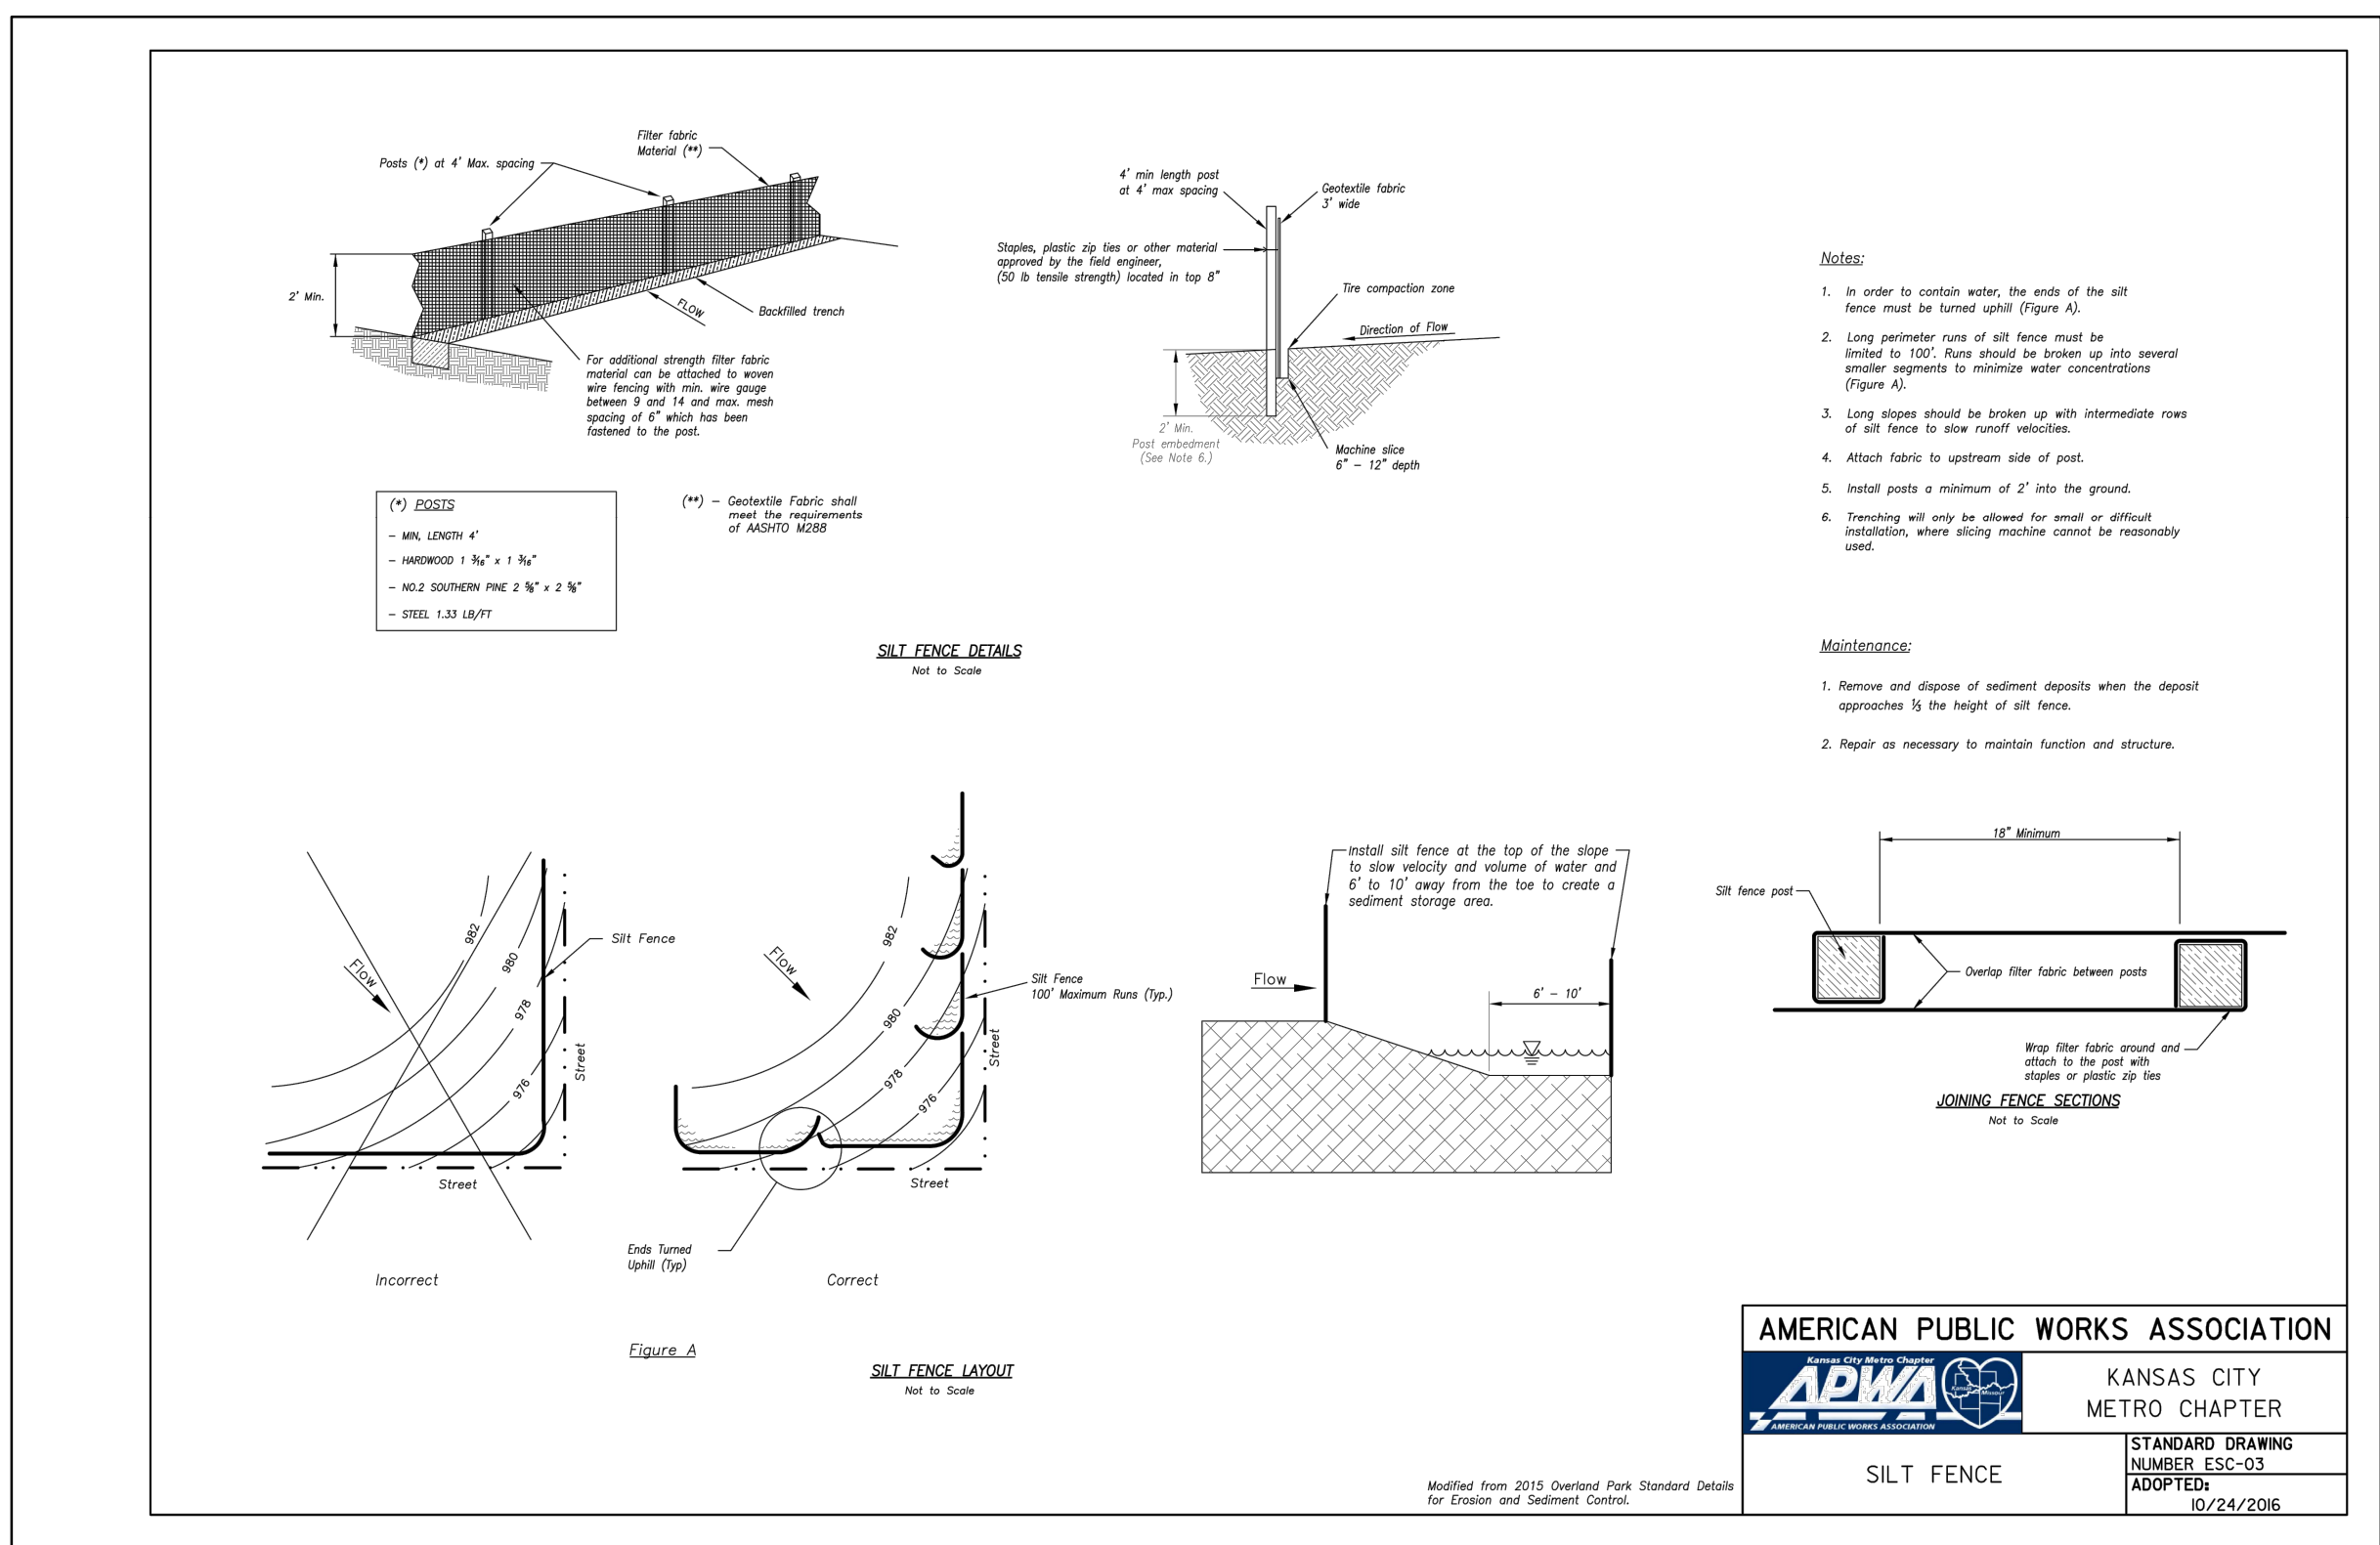 Filter fabric
Material (**)
Posts (*) at 4' Max. spacing
2' Min.
FLOW
Backfilled trench
For additional strength filter fabric
material can be attached to woven
wire fencing with min. wire gauge
between 9 and 14 and max. mesh
spacing of 6" which has been
fastened to the post.
4' min length post
at 4' max spacing
Geotextile fabric
3' wide
Staples, plastic zip ties or other material
approved by the field engineer,
(50 lb tensile strength) located in top 8"
Tire compaction zone
Direction of Flow
2' Min.
Post embedment
(See Note 6.)
Machine slice
6" - 12" depth
(*) POSTS
- MIN, LENGTH 4'
- HARDWOOD 1 3/16" x 1 3/16"
- NO.2 SOUTHERN PINE 2 5/8" x 2 5/8"
- STEEL 1.33 LB/FT
(**) - Geotextile Fabric shall
meet the requirements
of AASHTO M288
SILT FENCE DETAILS
Not to Scale
Notes:
1. In order to contain water, the ends of the silt
fence must be turned uphill (Figure A).
2. Long perimeter runs of silt fence must be
limited to 100'. Runs should be broken up into several
smaller segments to minimize water concentrations
(Figure A).
3. Long slopes should be broken up with intermediate rows
of silt fence to slow runoff velocities.
4. Attach fabric to upstream side of post.
5. Install posts a minimum of 2' into the ground.
6. Trenching will only be allowed for small or difficult
installation, where slicing machine cannot be reasonably
used.
Maintenance:
1. Remove and dispose of sediment deposits when the deposit
approaches 1/3 the height of silt fence.
2. Repair as necessary to maintain function and structure.
982
980
978
976
Flow
Silt Fence
Street
Street
Incorrect
982
980
978
976
Flow
Silt Fence
100' Maximum Runs (Typ.)
Street
Street
Ends Turned
Uphill (Typ)
Correct
Figure A
SILT FENCE LAYOUT
Not to Scale
Install silt fence at the top of the slope
to slow velocity and volume of water and
6' to 10' away from the toe to create a
sediment storage area.
Flow
6' - 10'
18" Minimum
Silt fence post
Overlap filter fabric between posts
Wrap filter fabric around and
attach to the post with
staples or plastic zip ties
JOINING FENCE SECTIONS
Not to Scale
Modified from 2015 Overland Park Standard Details
for Erosion and Sediment Control.
AMERICAN PUBLIC WORKS ASSOCIATION
Kansas City Metro Chapter
APWA
Kansas
Missouri
AMERICAN PUBLIC WORKS ASSOCIATION
KANSAS CITY
METRO CHAPTER
SILT FENCE
STANDARD DRAWING
NUMBER ESC-03
ADOPTED:
10/24/2016